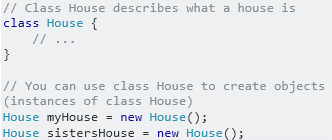 // Class House describes what a house is
class House {
    // ...
}

// You can use class House to create objects
(instances of class House)
House myHouse = new House();
House sistersHouse = new House();